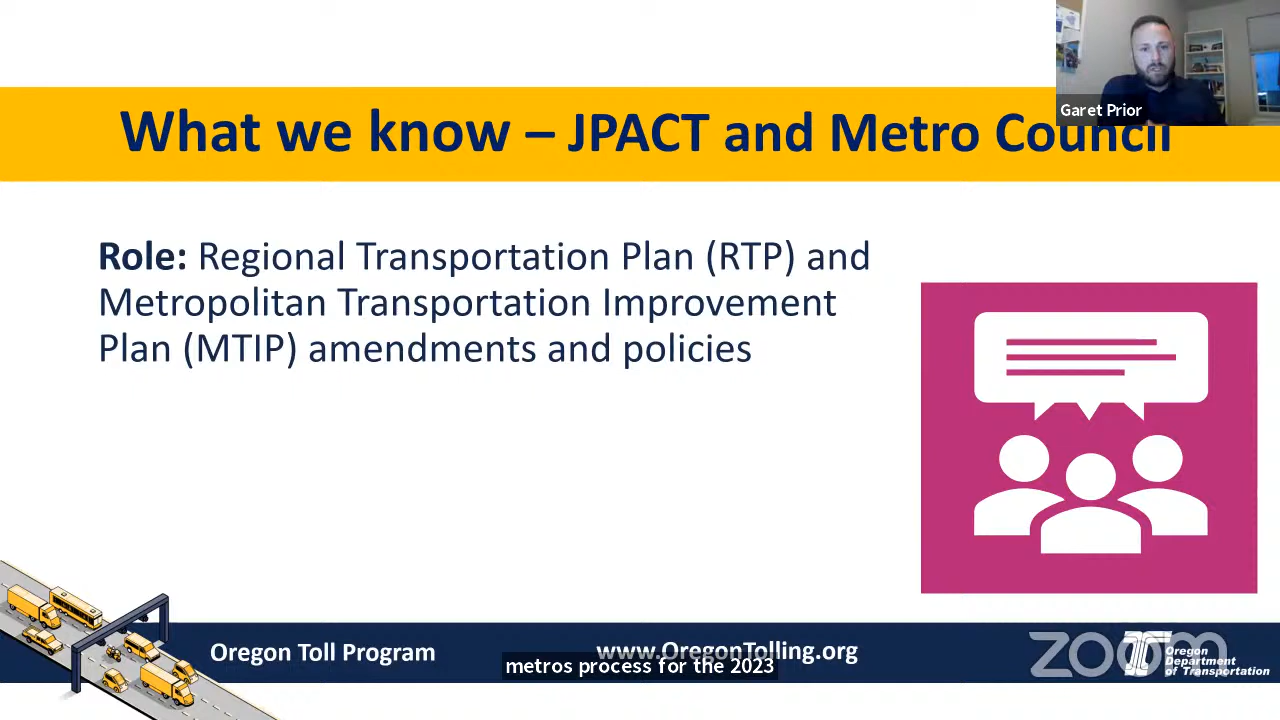 Garet Prior
What we know – JPACT and Metro Council
Role: Regional Transportation Plan (RTP) and
Metropolitan Transportation Improvement
Plan (MTIP) amendments and policies
Oregon Toll Program
www.OregonTolling.org
metros process for the 2023
zoom
Oregon
Department
of Transportation